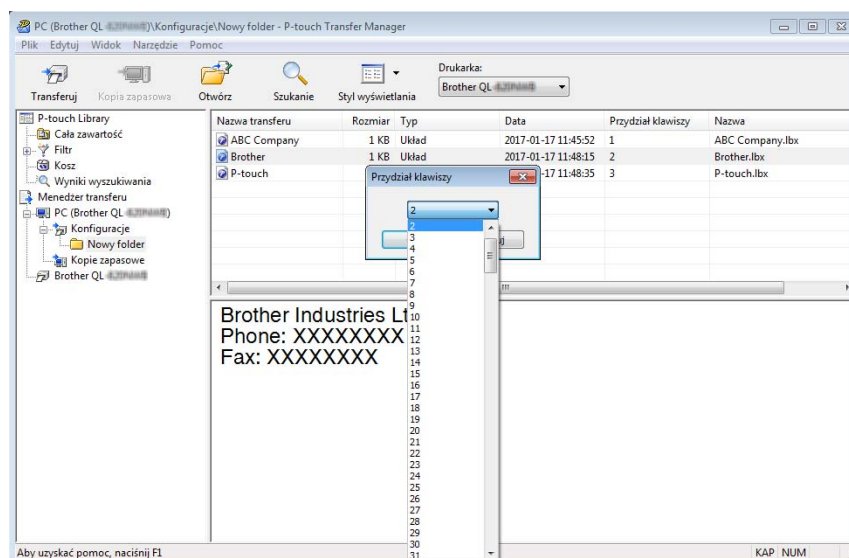 PC (Brother QL \Konfiguracje\Nowy folder - P-touch Transfer Manager
Plik Edytuj Widok Narzędzie Pomoc
Transferuj
Kopia zapasowa
Otwórz
Szukanie
Styl wyświetlania
Drukarka:
Brother QL
P-touch Library
Cała zawartość
Filtr
Kosz
Wyniki wyszukiwania
Menedżer transferu
PC (Brother QL )
Konfiguracje
Nowy folder
Kopie zapasowe
Brother QL
Nazwa transferu Rozmiar Typ Data Przydział klawiszy Nazwa
ABC Company 1 KB Układ 2017-01-17 11:45:52 1 ABC Company.lbx
Brother 1 KB Układ 2017-01-17 11:48:15 2 Brother.lbx
P-touch -17 11:48:35 3 P-touch.lbx
Przydział klawiszy
2
2
3
4
5
6
7
8
9
10
11
12
13
14
15
16
17
18
19
20
21
22
23
24
25
26
27
28
29
30
31
Brother Industries Lt
Phone: XXXXXXXX
Fax: XXXXXXXX
Aby uzyskać pomoc, naciśnij F1
KAP NUM